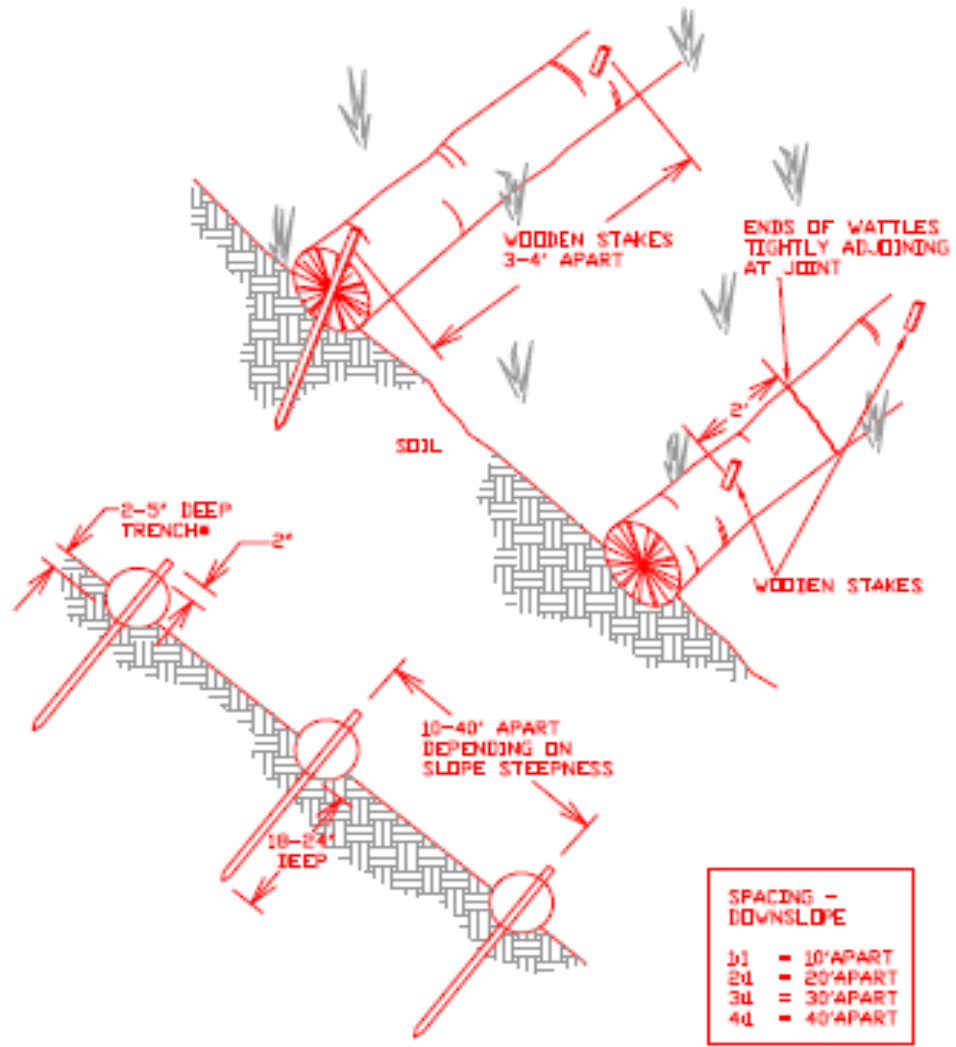 WOODEN STAKES
3-4' APART
ENDS OF WATTLES
TIGHTLY ADJOINING
AT JOINT
2'
SOIL
WOODEN STAKES
2-5" DEEP
TRENCH*
2"
10-40' APART
DEPENDING ON
SLOPE STEEPNESS
18-24"
DEEP
SPACING -
DOWNSLOPE
1:1 = 10'APART
2:1 = 20'APART
3:1 = 30'APART
4:1 = 40'APART